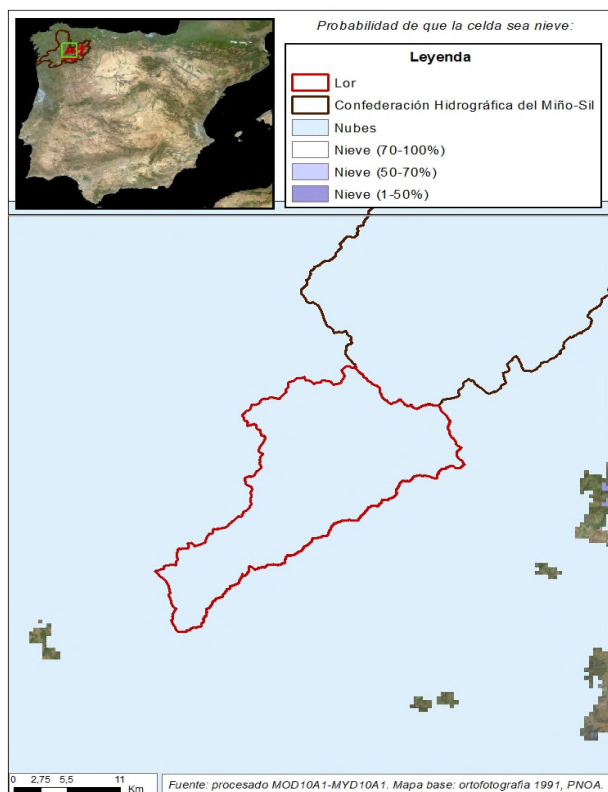 Probabilidad de que la celda sea nieve:
Leyenda
Lor
Confederación Hidrográfica del Miño-Sil
Nubes
Nieve (70-100%)
Nieve (50-70%)
Nieve (1-50%)
0 2,75 5,5 11
Km
Fuente: procesado MOD10A1-MYD10A1. Mapa base: ortofotografía 1991, PNOA.